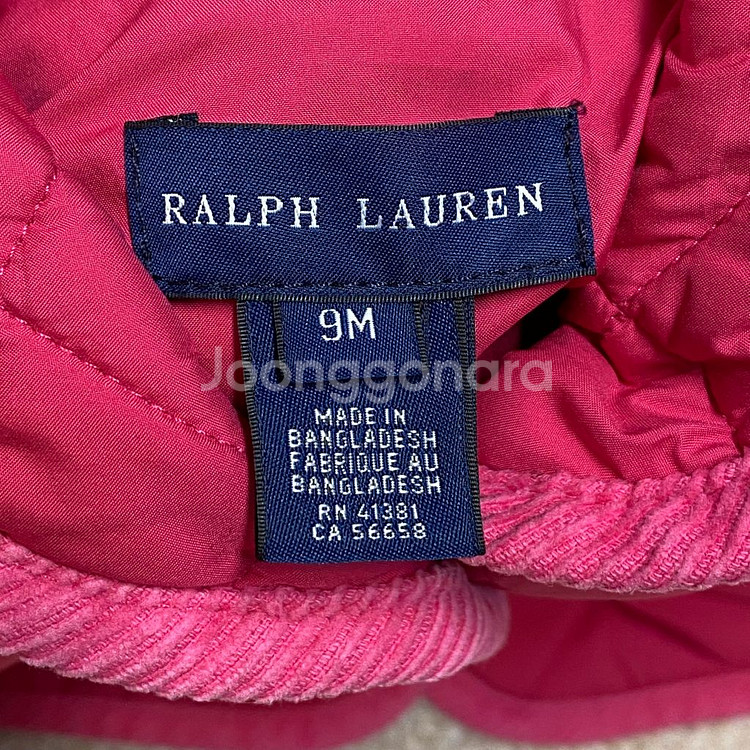 RALPH LAUREN
9M
Joonggonara
MADE IN
BANGLADESH
FABRIQUE AU
BANGLADESH
RN 41381
CA 56658